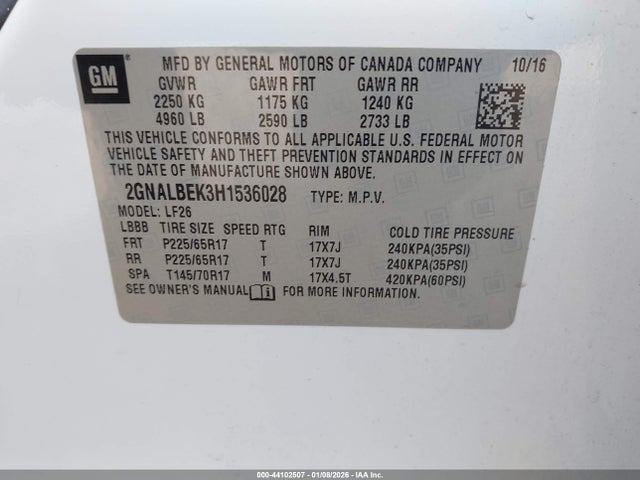 GM
MFD BY GENERAL MOTORS OF CANADA COMPANY 10/16
GVWR GAWR FRT GAWR RR
2250 KG 1175 KG 1240 KG
4960 LB 2590 LB 2733 LB
THIS VEHICLE CONFORMS TO ALL APPLICABLE U.S. FEDERAL MOTOR
VEHICLE SAFETY AND THEFT PREVENTION STANDARDS IN EFFECT ON
THE DATE OF MANUFACTURE SHOWN ABOVE.
2GNALBEK3H1536028 TYPE: M.P.V.
MODEL: LF26
LBBB TIRE SIZE SPEED RTG RIM COLD TIRE PRESSURE
FRT P225/65R17 T 17X7J 240KPA(35PSI)
RR P225/65R17 T 17X7J 240KPA(35PSI)
SPA T145/70R17 M 17X4.5T 420KPA(60PSI)
SEE OWNER'S MANUAL FOR MORE INFORMATION.
000-44102507 - 01/08/2026 - COPART